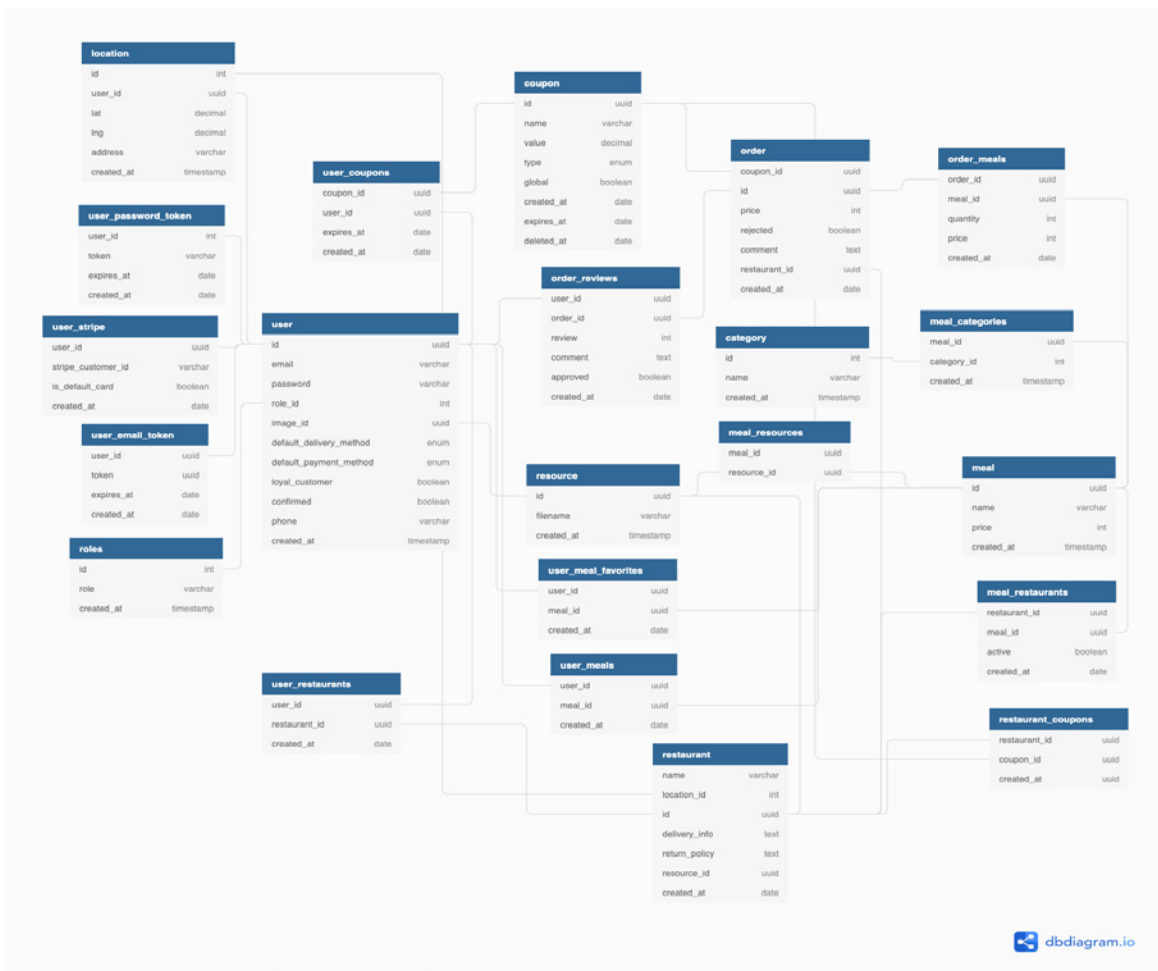 location
id int
user_id uuid
lat decimal
lng decimal
address varchar
created_at timestamp
user_password_token
user_id int
token varchar
expires_at date
created_at date
user_stripe
user_id uuid
stripe_customer_id varchar
is_default_card boolean
created_at date
user_email_token
user_id uuid
token uuid
expires_at date
created_at date
roles
id int
role varchar
created_at timestamp
user_coupons
coupon_id uuid
user_id uuid
expires_at date
created_at date
user
id uuid
email varchar
password varchar
role_id int
image_id uuid
default_delivery_method enum
default_payment_method enum
loyal_customer boolean
confirmed boolean
phone varchar
created_at timestamp
user_restaurants
user_id uuid
restaurant_id uuid
created_at date
coupon
id uuid
name varchar
value decimal
type enum
global boolean
created_at date
expires_at date
deleted_at date
order_reviews
user_id uuid
order_id uuid
review int
comment text
approved boolean
created_at date
resource
id uuid
filename varchar
created_at timestamp
user_meal_favorites
user_id uuid
meal_id uuid
created_at date
user_meals
user_id uuid
meal_id uuid
created_at date
restaurant
name varchar
location_id int
id uuid
delivery_info text
return_policy text
resource_id uuid
created_at date
order
coupon_id uuid
id uuid
price int
rejected boolean
comment text
restaurant_id uuid
created_at date
category
id int
name varchar
created_at timestamp
meal_resources
meal_id uuid
resource_id uuid
order_meals
order_id uuid
meal_id uuid
quantity int
price int
created_at date
meal_categories
meal_id uuid
category_id int
created_at timestamp
meal
id uuid
name varchar
price int
created_at timestamp
meal_restaurants
restaurant_id uuid
meal_id uuid
active boolean
created_at date
restaurant_coupons
restaurant_id uuid
coupon_id uuid
created_at uuid
dbdiagram.io